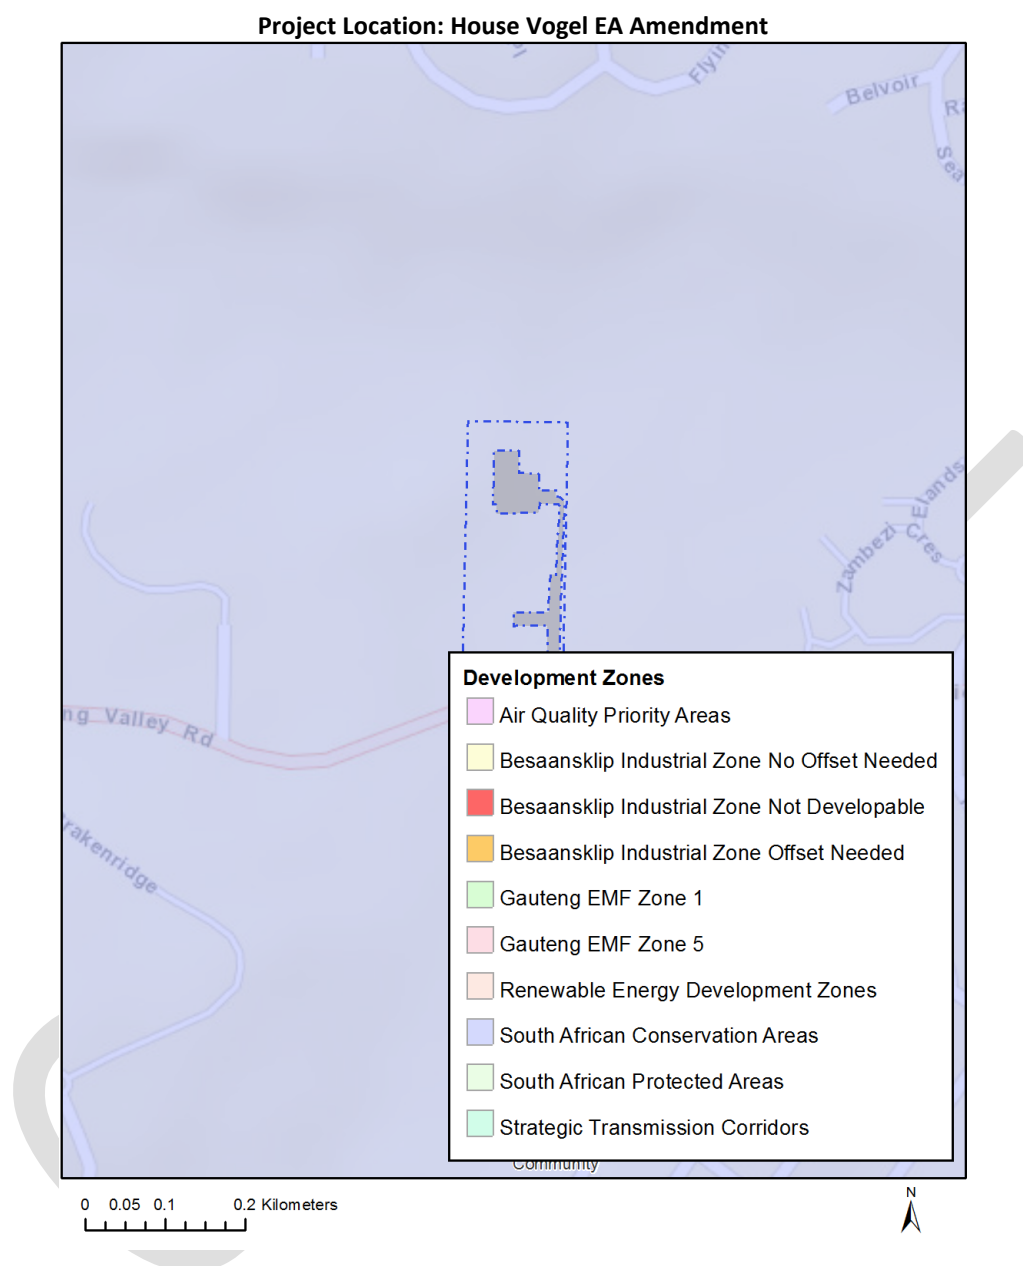 Project Location: House Vogel EA Amendment
Belvoir
Elands
Zambezi
Cres
ng Valley Rd
rakenridge
Development Zones
Air Quality Priority Areas
Besaansklip Industrial Zone No Offset Needed
Besaansklip Industrial Zone Not Developable
Besaansklip Industrial Zone Offset Needed
Gauteng EMF Zone 1
Gauteng EMF Zone 5
Renewable Energy Development Zones
South African Conservation Areas
South African Protected Areas
Strategic Transmission Corridors
Community
0 0.05 0.1 0.2 Kilometers
N